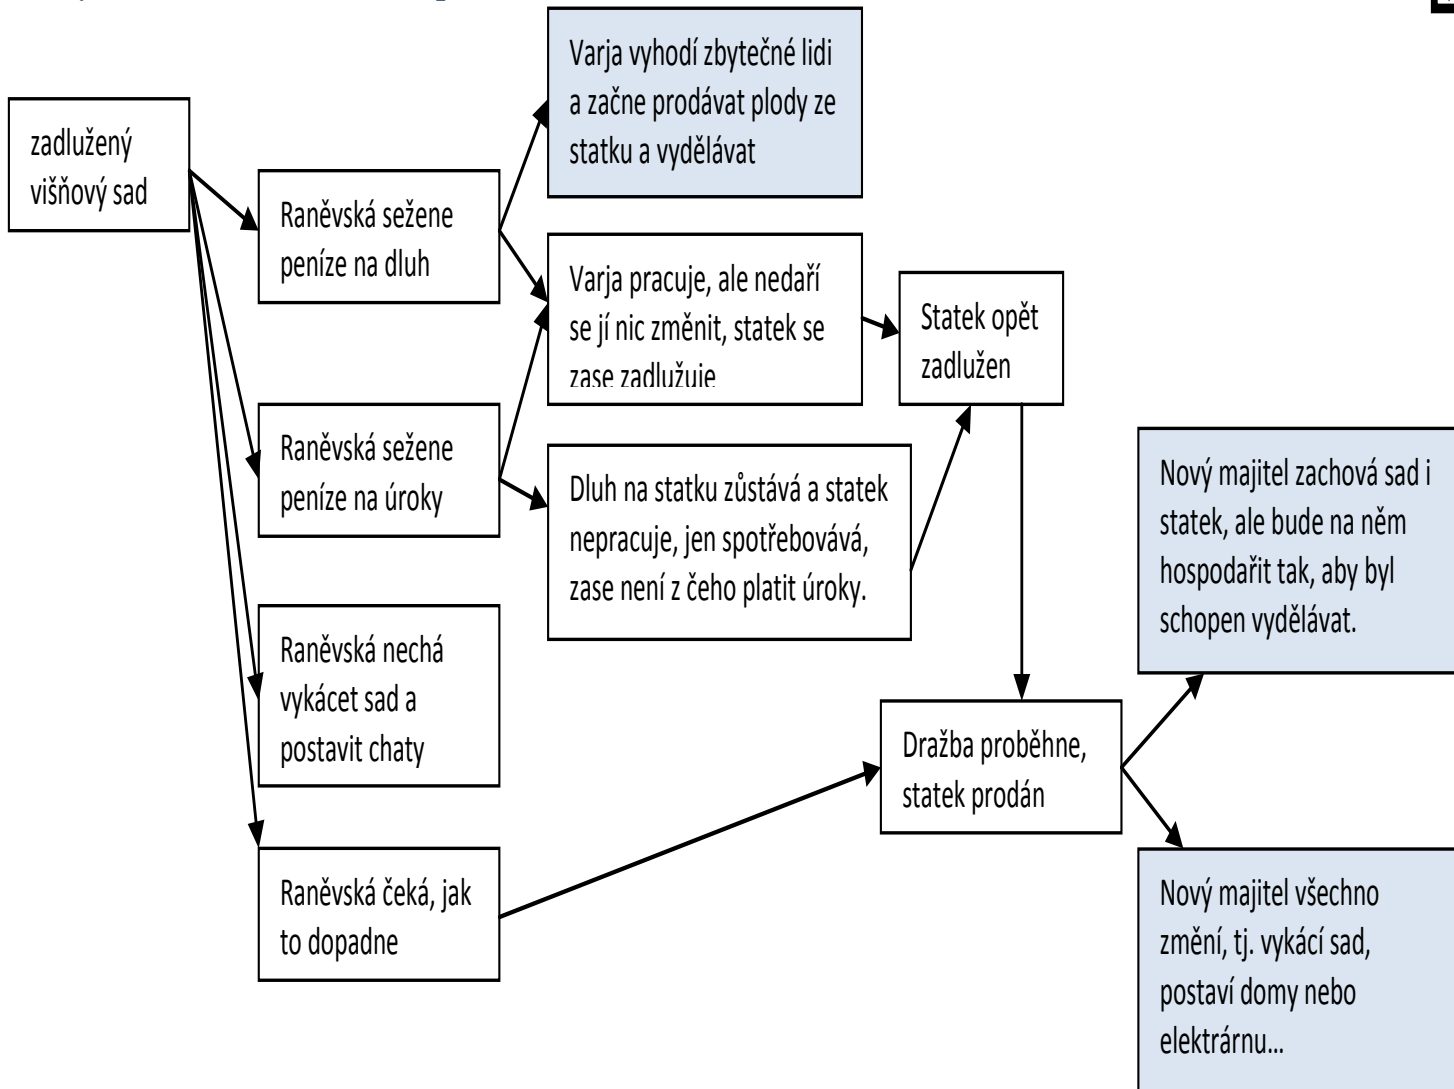 Varja vyhodí zbytečné lidi
a začne prodávat plody ze
statku a vydělávat
zadlužený
višňový sad
Raněvská sežene
peníze na dluh
Varja pracuje, ale nedaří
se jí nic změnit, statek se
zase zadlužuje
Statek opět
zadlužen
Raněvská sežene
peníze na úroky
Dluh na statku zůstává a statek
nepracuje, jen spotřebovává,
zase není z čeho platit úroky.
Nový majitel zachová sad i
statek, ale bude na něm
hospodařit tak, aby byl
schopen vydělávat.
Raněvská nechá
vykácet sad a
postavit chaty
Dražba proběhne,
statek prodán
Raněvská čeká, jak
to dopadne
Nový majitel všechno
změní, tj. vykácí sad,
postaví domy nebo
elektrárnu...